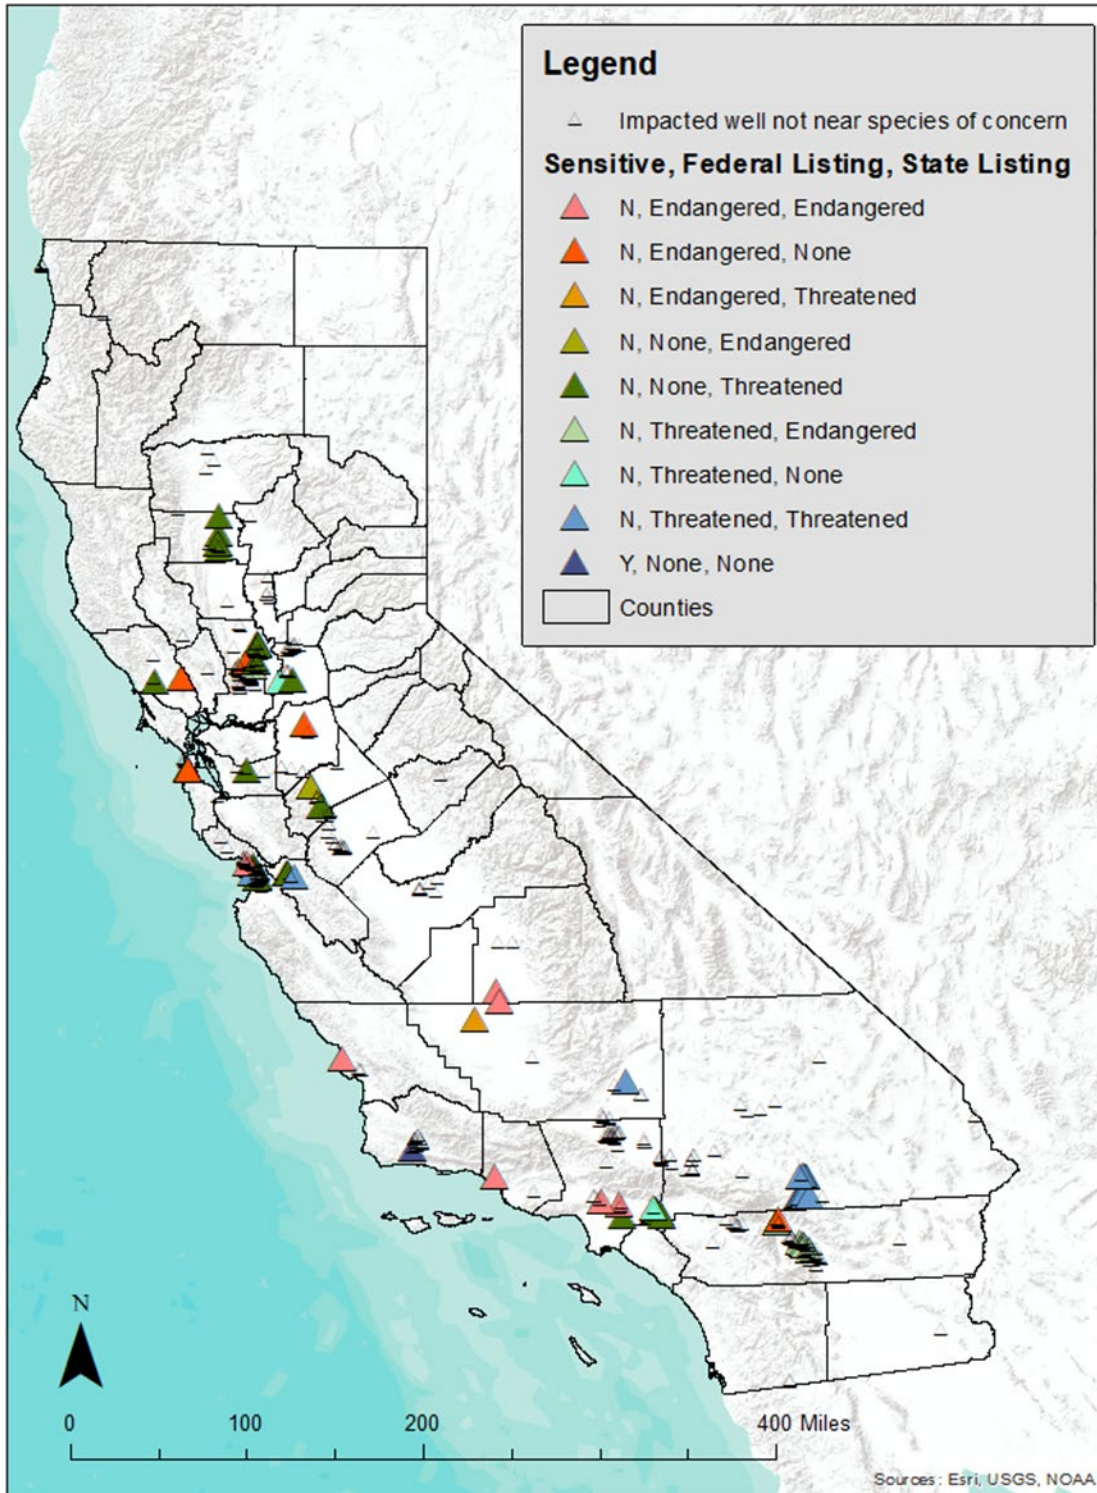 Legend
Impacted well not near species of concern
Sensitive, Federal Listing, State Listing
N, Endangered, Endangered
N, Endangered, None
N, Endangered, Threatened
N, None, Endangered
N, None, Threatened
N, Threatened, Endangered
N, Threatened, None
N, Threatened, Threatened
Y, None, None
Counties
N
0 100 200 400 Miles
Sources: Esri, USGS, NOAA